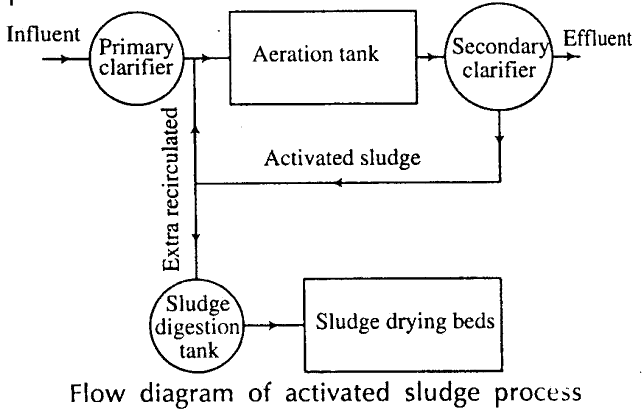 Influent
Primary
clarifier
Aeration tank
Secondary
clarifier
Effluent
Extra recirculated
Activated sludge
Sludge
digestion
tank
Sludge drying beds
Flow diagram of activated sludge process